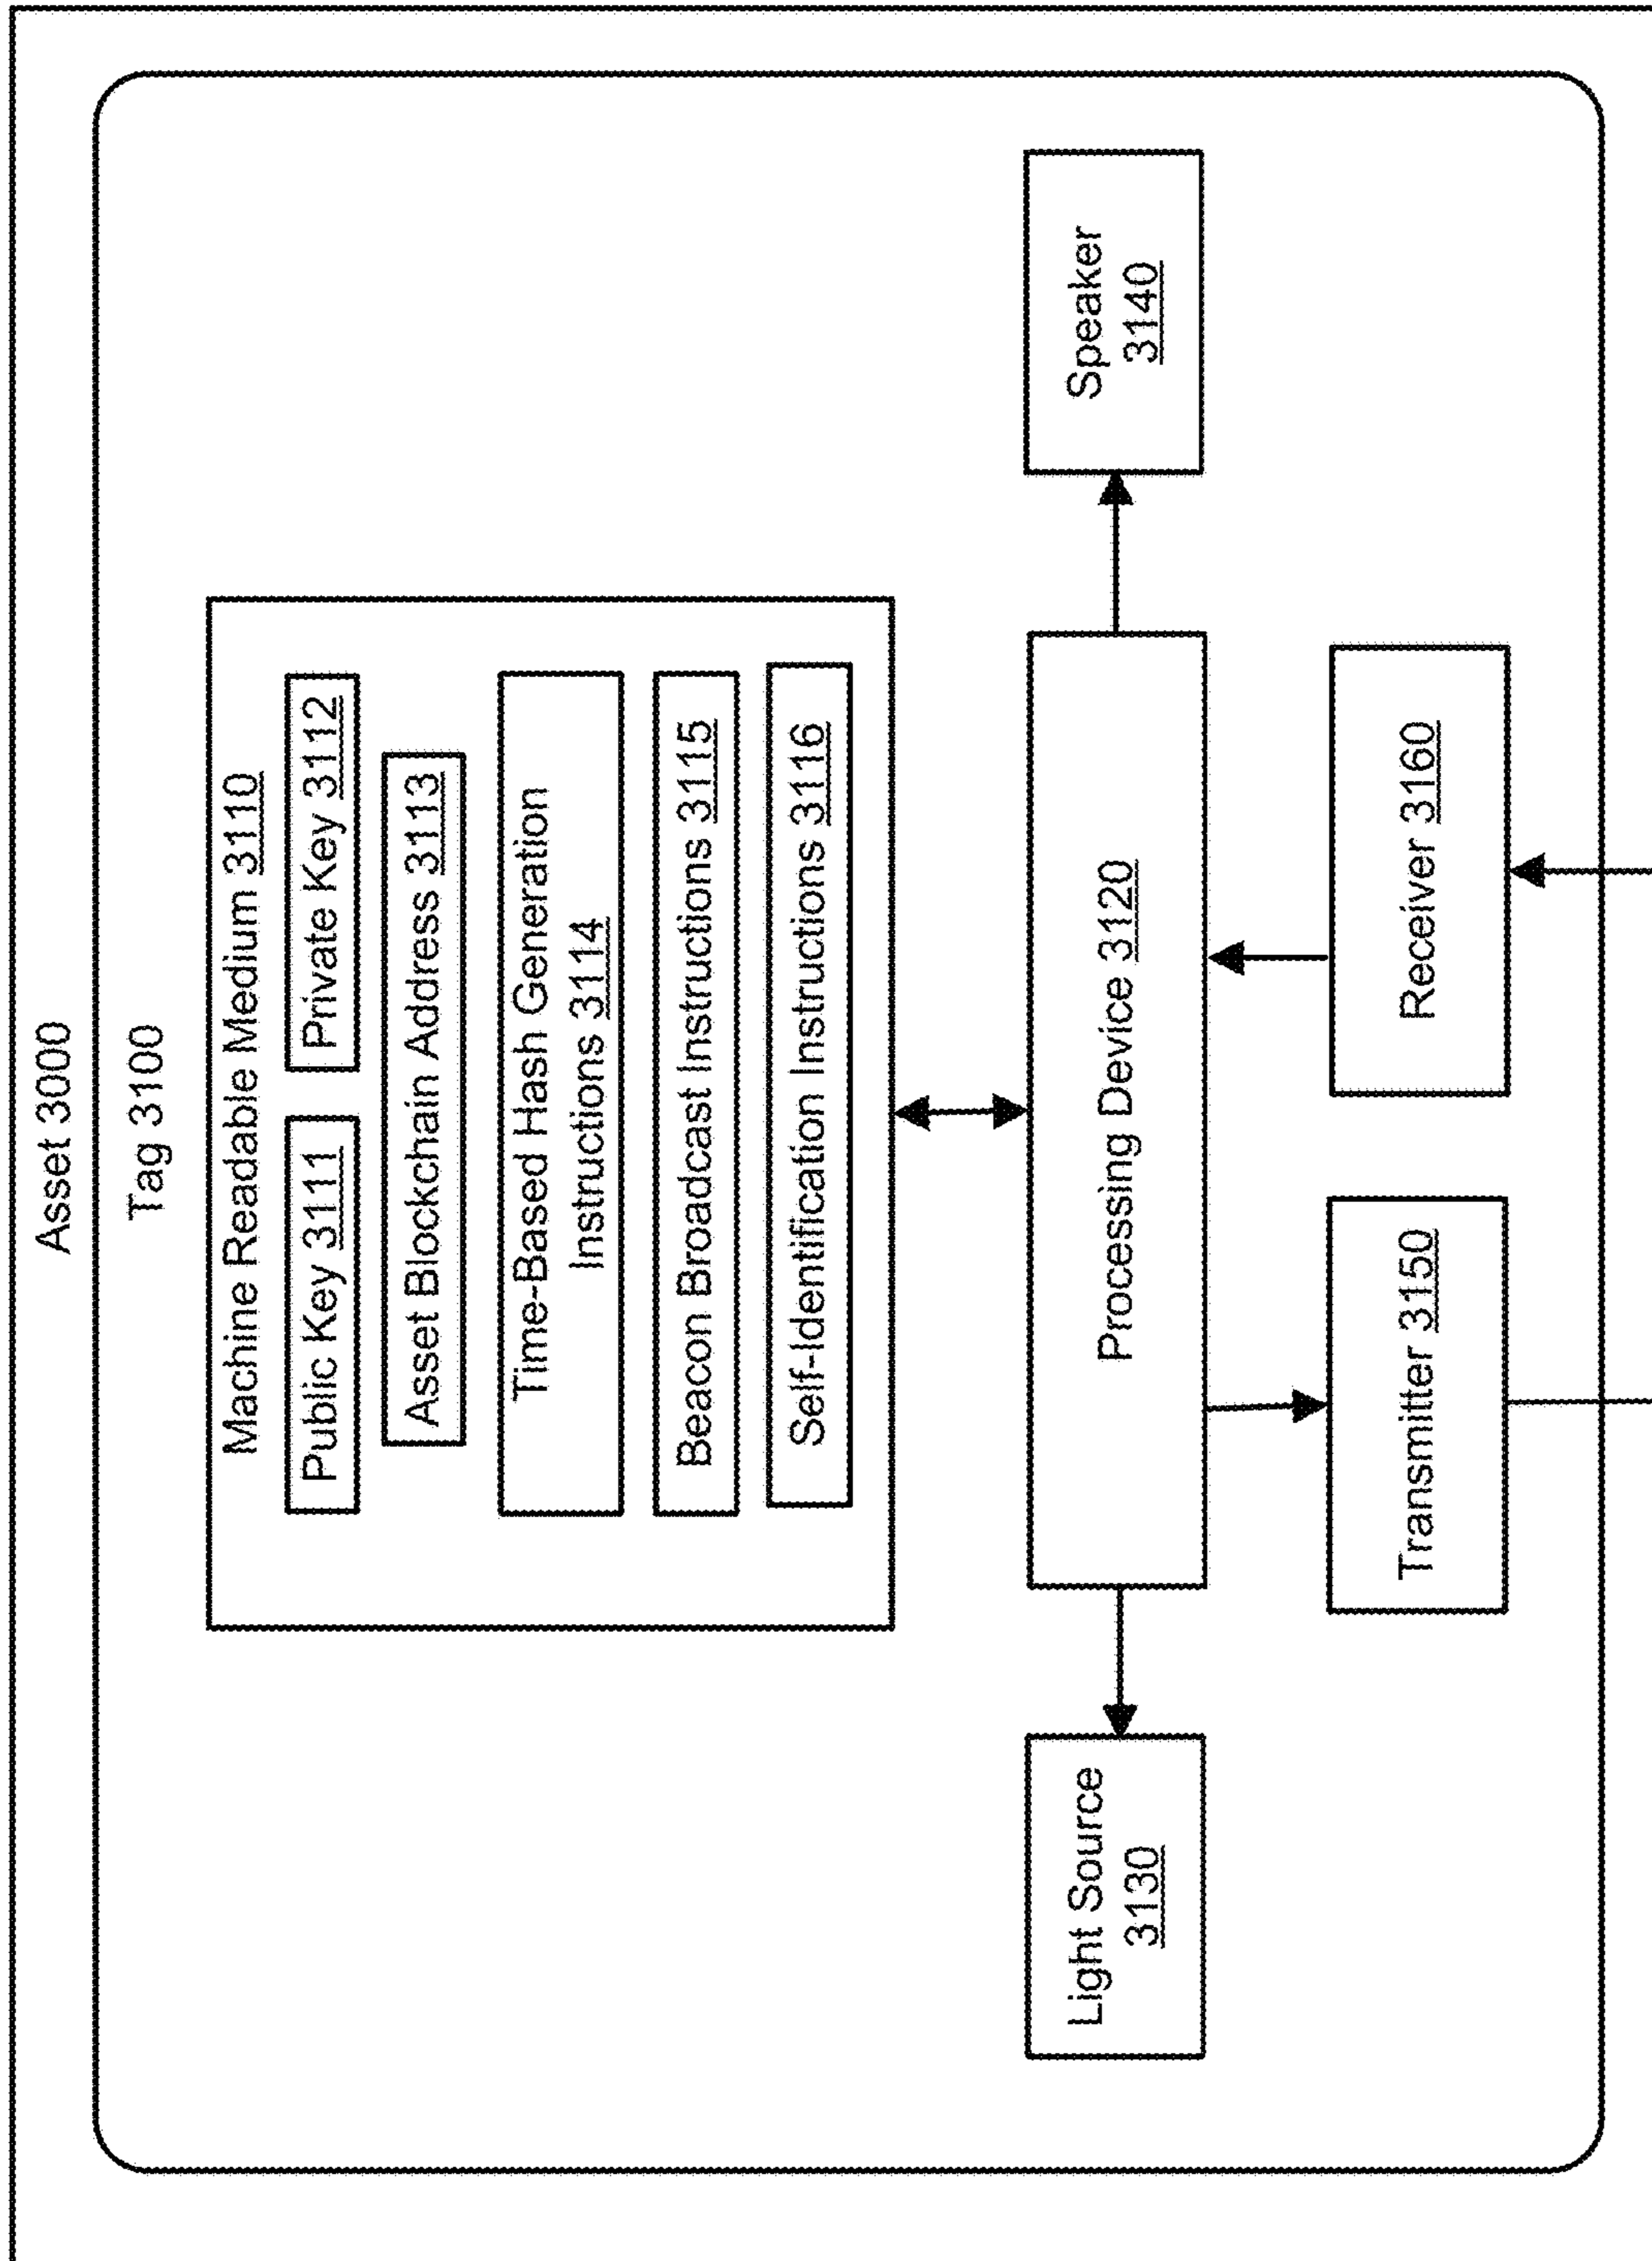 Asset 3000
Tag 3100
Machine Readable Medium 3110
Public Key 3111
Private Key 3112
Asset Blockchain Address 3113
Time-Based Hash Generation
Instructions 3114
Beacon Broadcast Instructions 3115
Self-Identification Instructions 3116
Light Source
3130
Processing Device 3120
Speaker
3140
Transmitter 3150
Receiver 3160